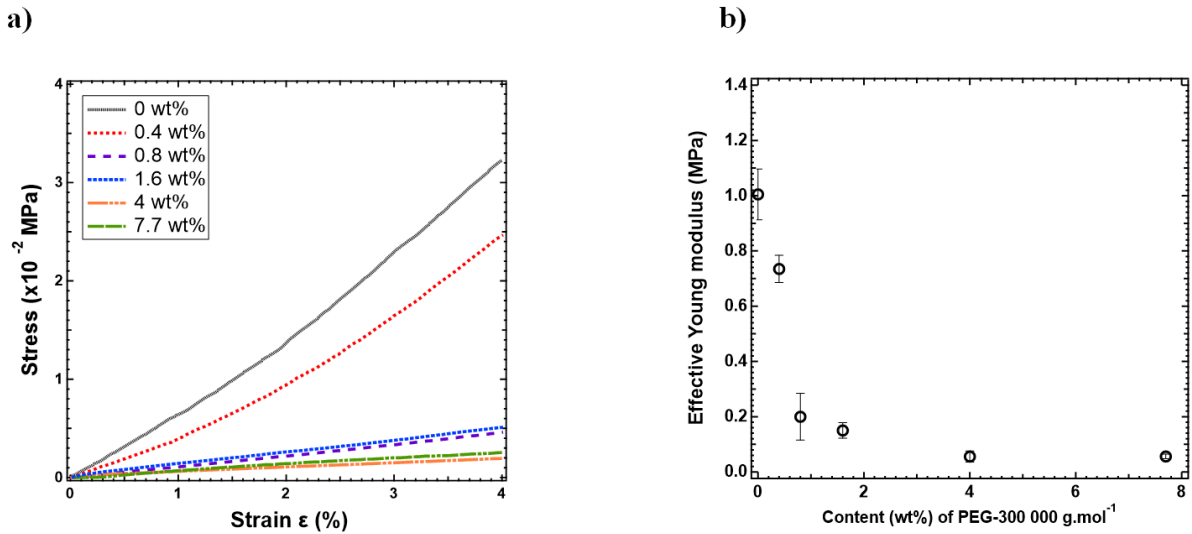 a)
b)
Stress (x10 -2 MPa)
4
3
2
1
0
0 wt%
0.4 wt%
0.8 wt%
1.6 wt%
4 wt%
7.7 wt%
0 1 2 3 4
Strain ε (%)
Effective Young modulus (MPa)
1.4
1.2
1.0
0.8
0.6
0.4
0.2
0.0
0 2 4 6 8
Content (wt%) of PEG-300 000 g.mol-1